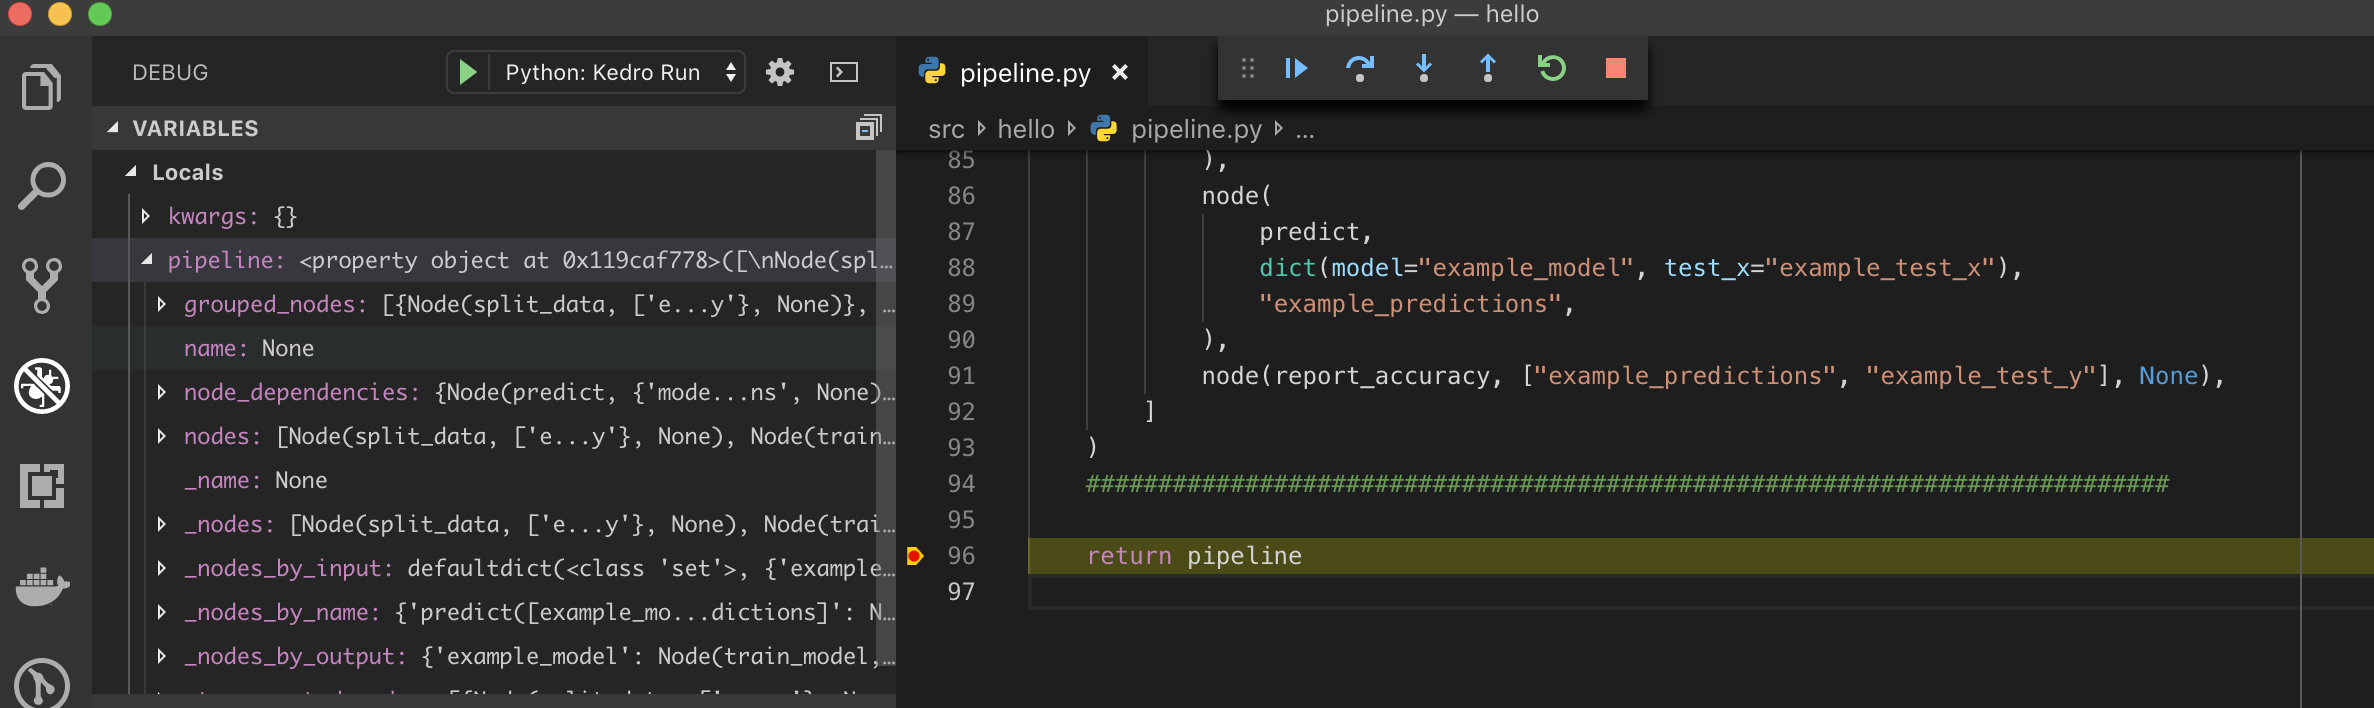 pipeline.py — hello
DEBUG
Python: Kedro Run
VARIABLES
Locals
kwargs: {}
pipeline: <property object at 0x119caf778>([\nNode(spl...
grouped_nodes: [{Node(split_data, ['e...y'}, None)}, ...
name: None
node_dependencies: {Node(predict, {'mode...ns', None)...
nodes: [Node(split_data, ['e...y'}, None), Node(train...
_name: None
_nodes: [Node(split_data, ['e...y'}, None), Node(trai...
_nodes_by_input: defaultdict(<class 'set'>, {'example...
_nodes_by_name: {'predict([example_mo...dictions]': N...
_nodes_by_output: {'example_model': Node(train_model,...
pipeline.py
src hello pipeline.py ...
85 ),
86 node(
87 predict,
88 dict(model="example_model", test_x="example_test_x"),
89 "example_predictions",
90 ),
91 node(report_accuracy, ["example_predictions", "example_test_y"], None),
92 ]
93 )
94 ###########################################################################
95
96 return pipeline
97